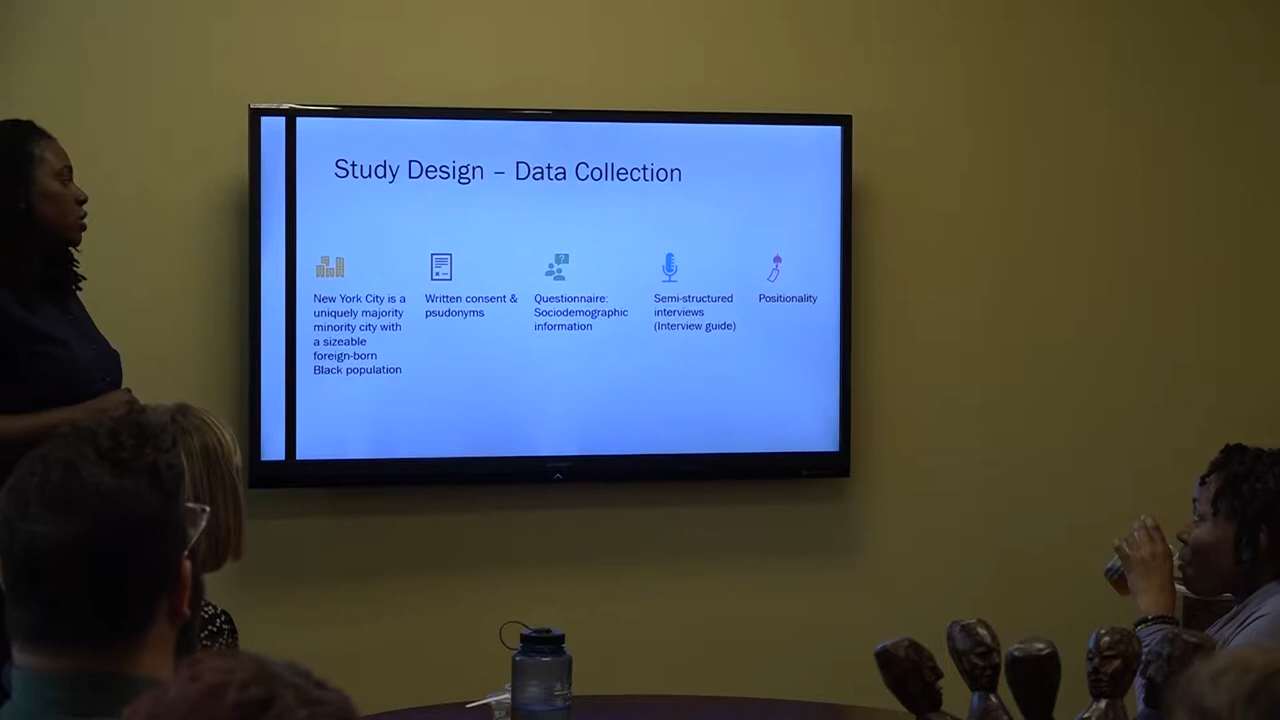 Study Design – Data Collection
New York City is a
uniquely majority
minority city with
a sizeable
foreign-born
Black population
Written consent &
psudonyms
Questionnaire:
Sociodemographic
information
Semi-structured
interviews
(Interview guide)
Positionality